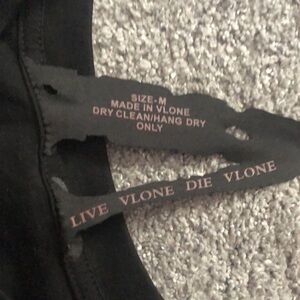 SIZE-M
MADE IN VLONE
DRY CLEAN/HANG DRY
ONLY
LIVE VLONE DIE VLONE